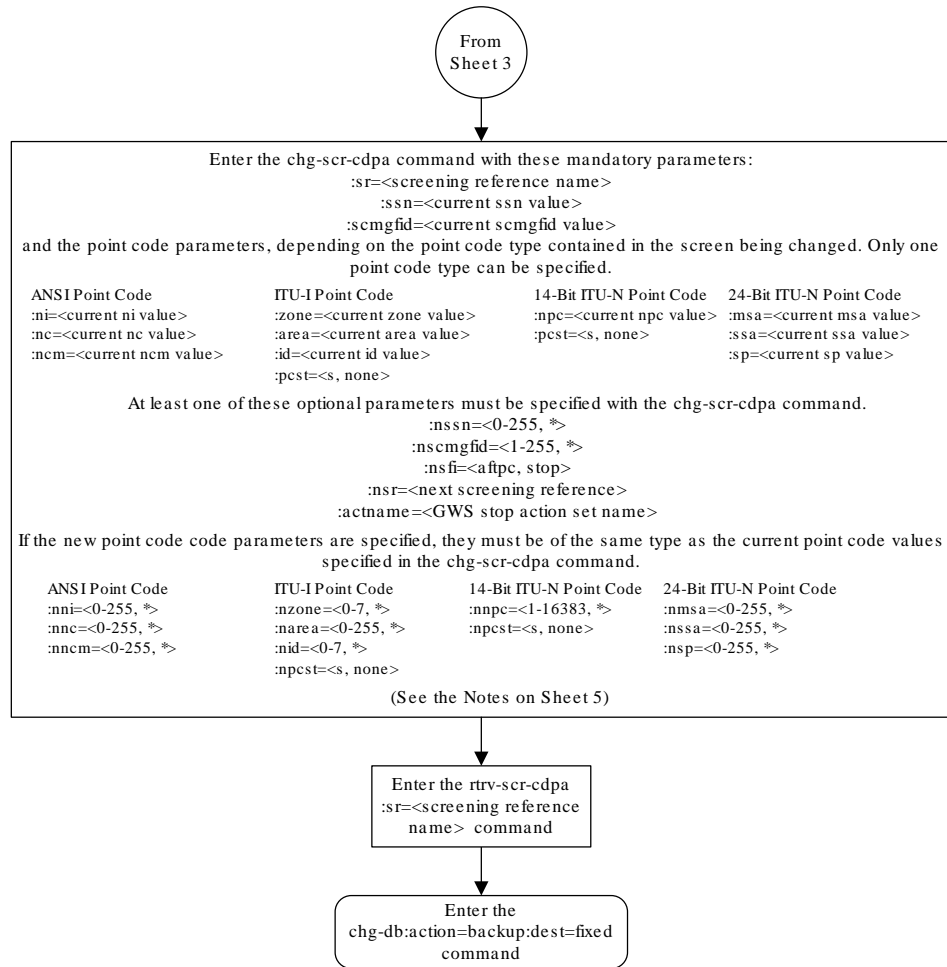 From
Sheet 3
Enter the chg-scr-cdpa command with these mandatory parameters:
:sr=<screening reference name>
:ssn=<current ssn value>
:scmgfid=<current scmgfid value>
and the point code parameters, depending on the point code type contained in the screen being changed. Only one
point code type can be specified.
ANSI Point Code
:ni=<current ni value>
:nc=<current nc value>
:ncm=<current ncm value>
ITU-I Point Code
:zone=<current zone value>
:area=<current area value>
:id=<current id value>
:pcst=<s, none>
14-Bit ITU-N Point Code
:npc=<current npc value>
:pcst=<s, none>
24-Bit ITU-N Point Code
:msa=<current msa value>
:ssa=<current ssa value>
:sp=<current sp value>
At least one of these optional parameters must be specified with the chg-scr-cdpa command.
:nssn=<0-255, *>
:nscmgfid=<1-255, *>
:nsfi=<aftpc, stop>
:nsr=<next screening reference>
:actname=<GWS stop action set name>
If the new point code code parameters are specified, they must be of the same type as the current point code values
specified in the chg-scr-cdpa command.
ANSI Point Code
:nni=<0-255, *>
:nnc=<0-255, *>
:nncm=<0-255, *>
ITU-I Point Code
:nzone=<0-7, *>
:narea=<0-255, *>
:nid=<0-7, *>
:npcst=<s, none>
14-Bit ITU-N Point Code
:nnpc=<1-16383, *>
:npcst=<s, none>
24-Bit ITU-N Point Code
:nmsa=<0-255, *>
:nssa=<0-255, *>
:nsp=<0-255, *>
(See the Notes on Sheet 5)
Enter the rtrv-scr-cdpa
:sr=<screening reference
name> command
Enter the
chg-db:action=backup:dest=fixed
command